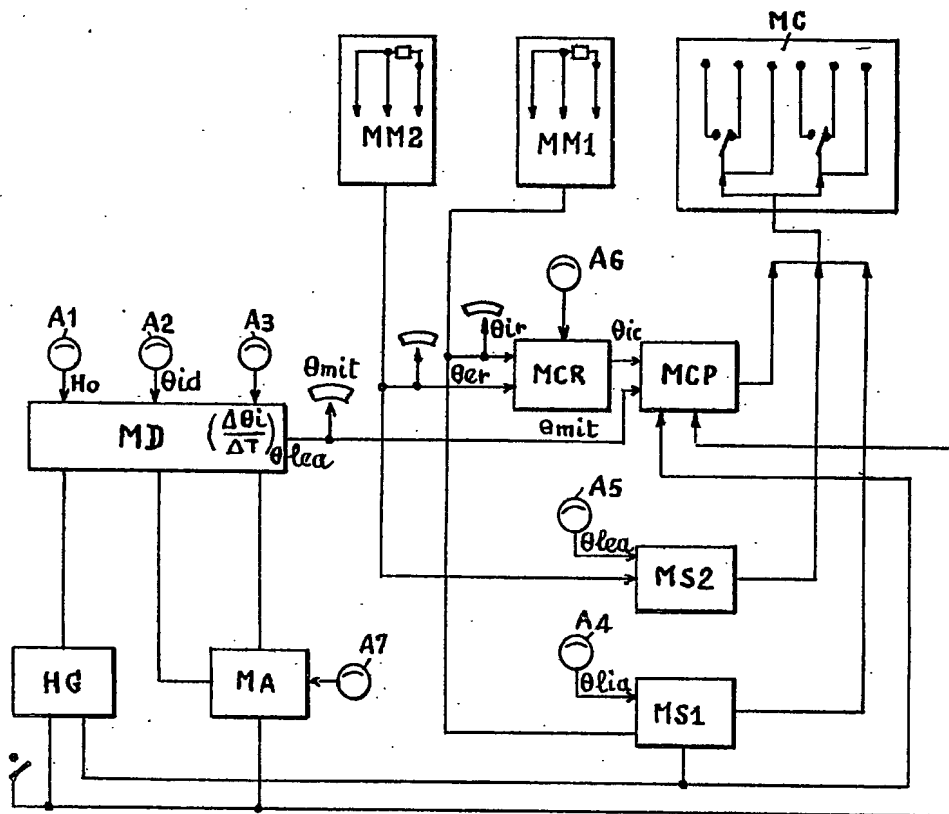 MC
MM2
MM1
A6
A1
A2
A3
Ho
θid
θmit
θir
θer
θic
MCR
MCP
MD
(Δθi/ΔT)
θlea
θmit
A5
θlea
MS2
A4
θlia
MS1
A7
HG
MA